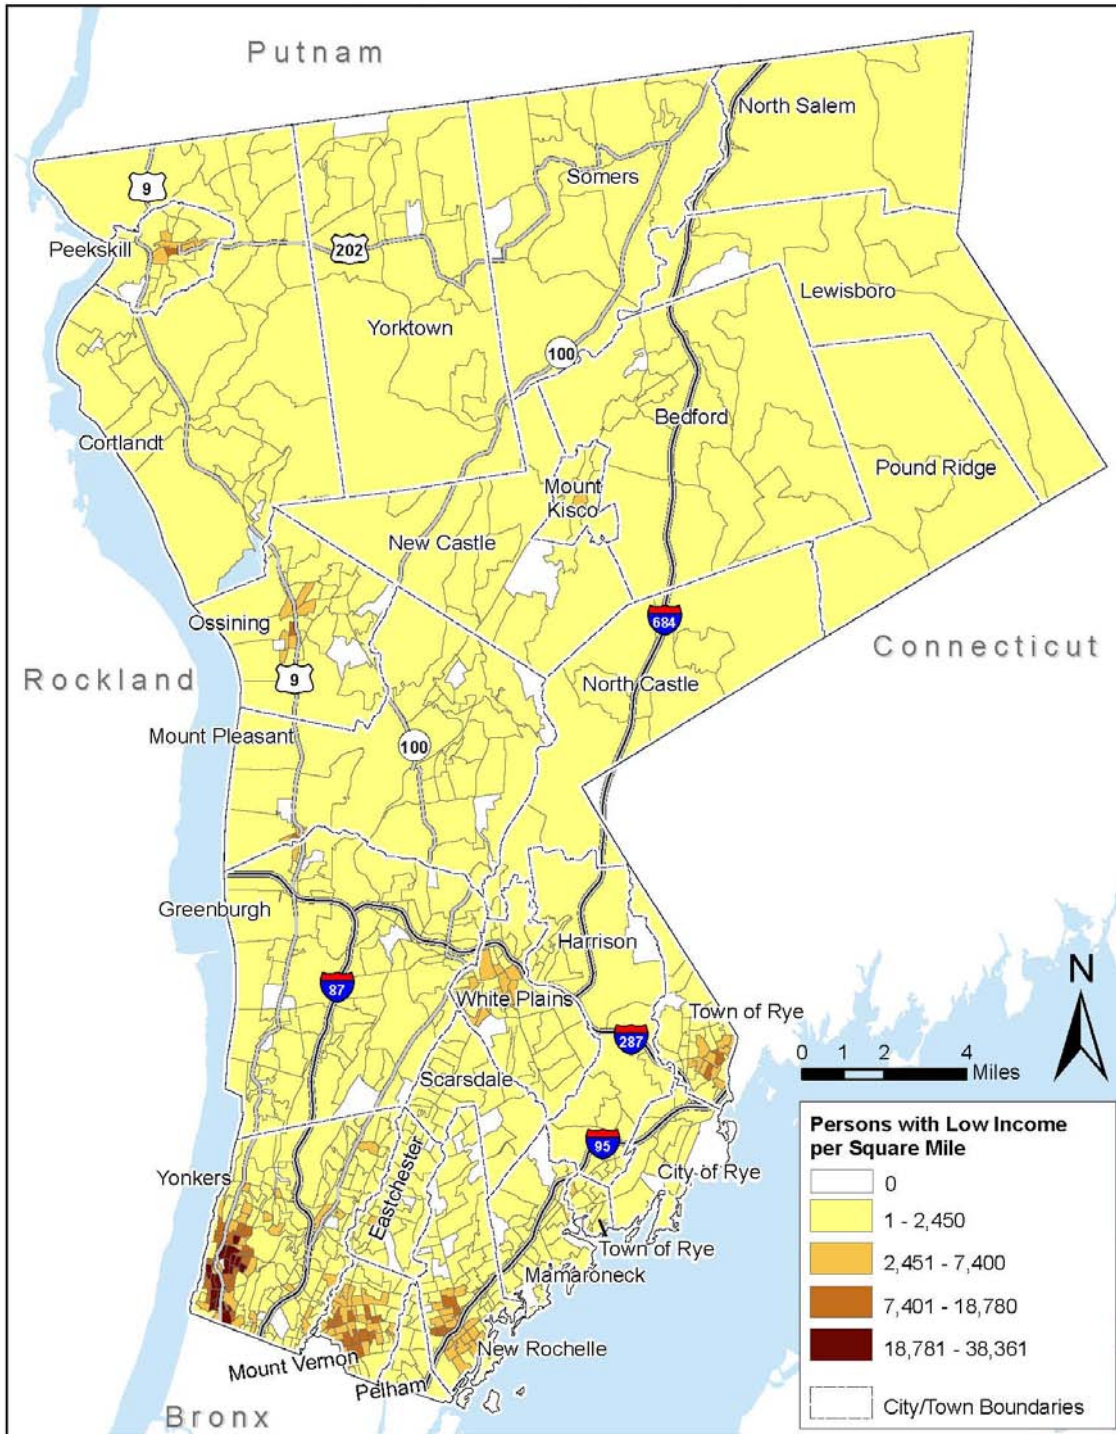 Putnam
North Salem
Somers
9
Peekskill
202
Lewisboro
Yorktown
100
Bedford
Cortlandt
Pound Ridge
Mount
Kisco
New Castle
Ossining
684
Connecticut
Rockland
9
North Castle
Mount Pleasant
100
Greenburgh
Harrison
N
87
White Plains
Town of Rye
287
0 1 2 4
Miles
Scarsdale
Persons with Low Income
per Square Mile
0
1 - 2,450
2,451 - 7,400
7,401 - 18,780
18,781 - 38,361
City/Town Boundaries
95
Yonkers
Eastchester
City of Rye
Town of Rye
Mamaroneck
New Rochelle
Mount Vernon
Pelham
Bronx